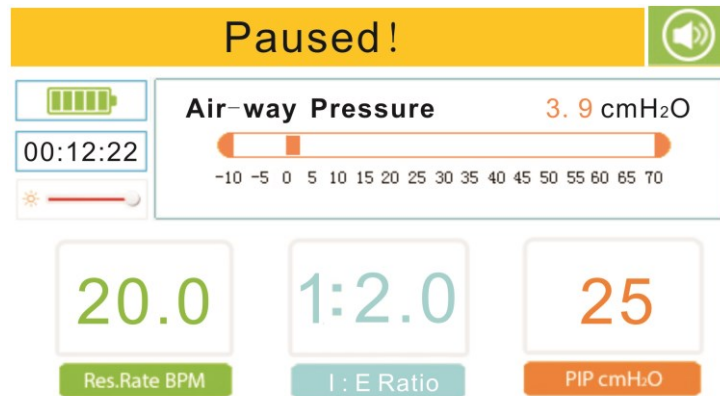 Paused!
Air-way Pressure 3.9 cmH₂O
00:12:22
-10 -5 0 5 10 15 20 25 30 35 40 45 50 55 60 65 70
20.0 1:2.0 25
Res.Rate BPM I : E Ratio PIP cmH₂O